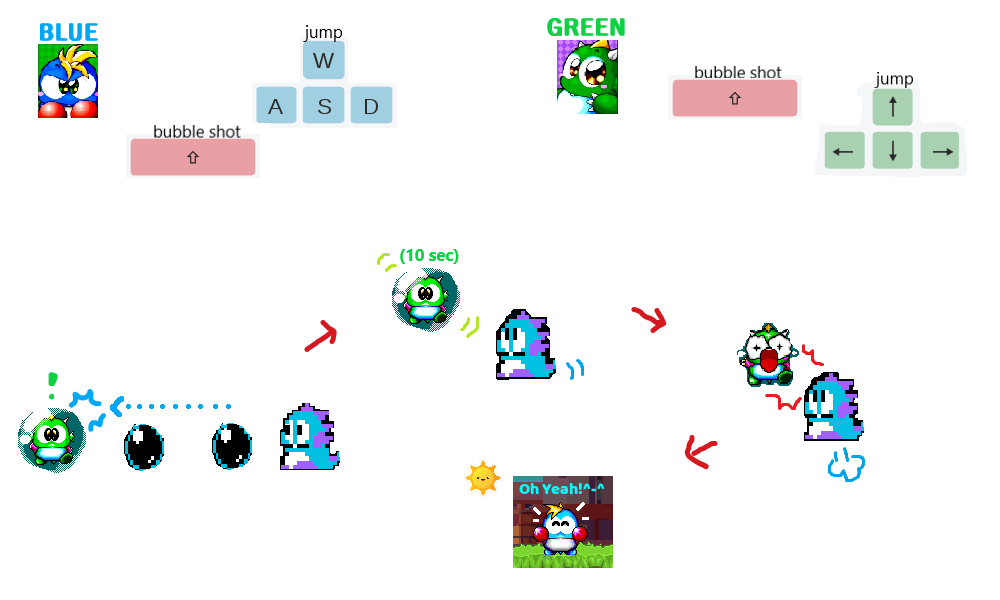 BLUE
jump
W
A S D
bubble shot
⇧
GREEN
bubble shot
⇧
jump
↑
← ↓ →
(10 sec)
!
Oh Yeah!^-^